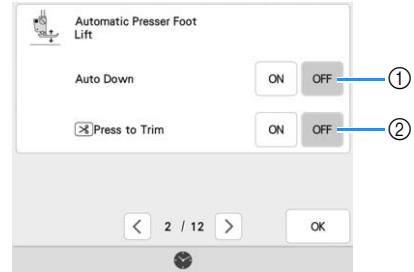 Automatic Presser Foot
Lift
Auto Down ON OFF ①
Press to Trim ON OFF ②
< 2 / 12 > OK